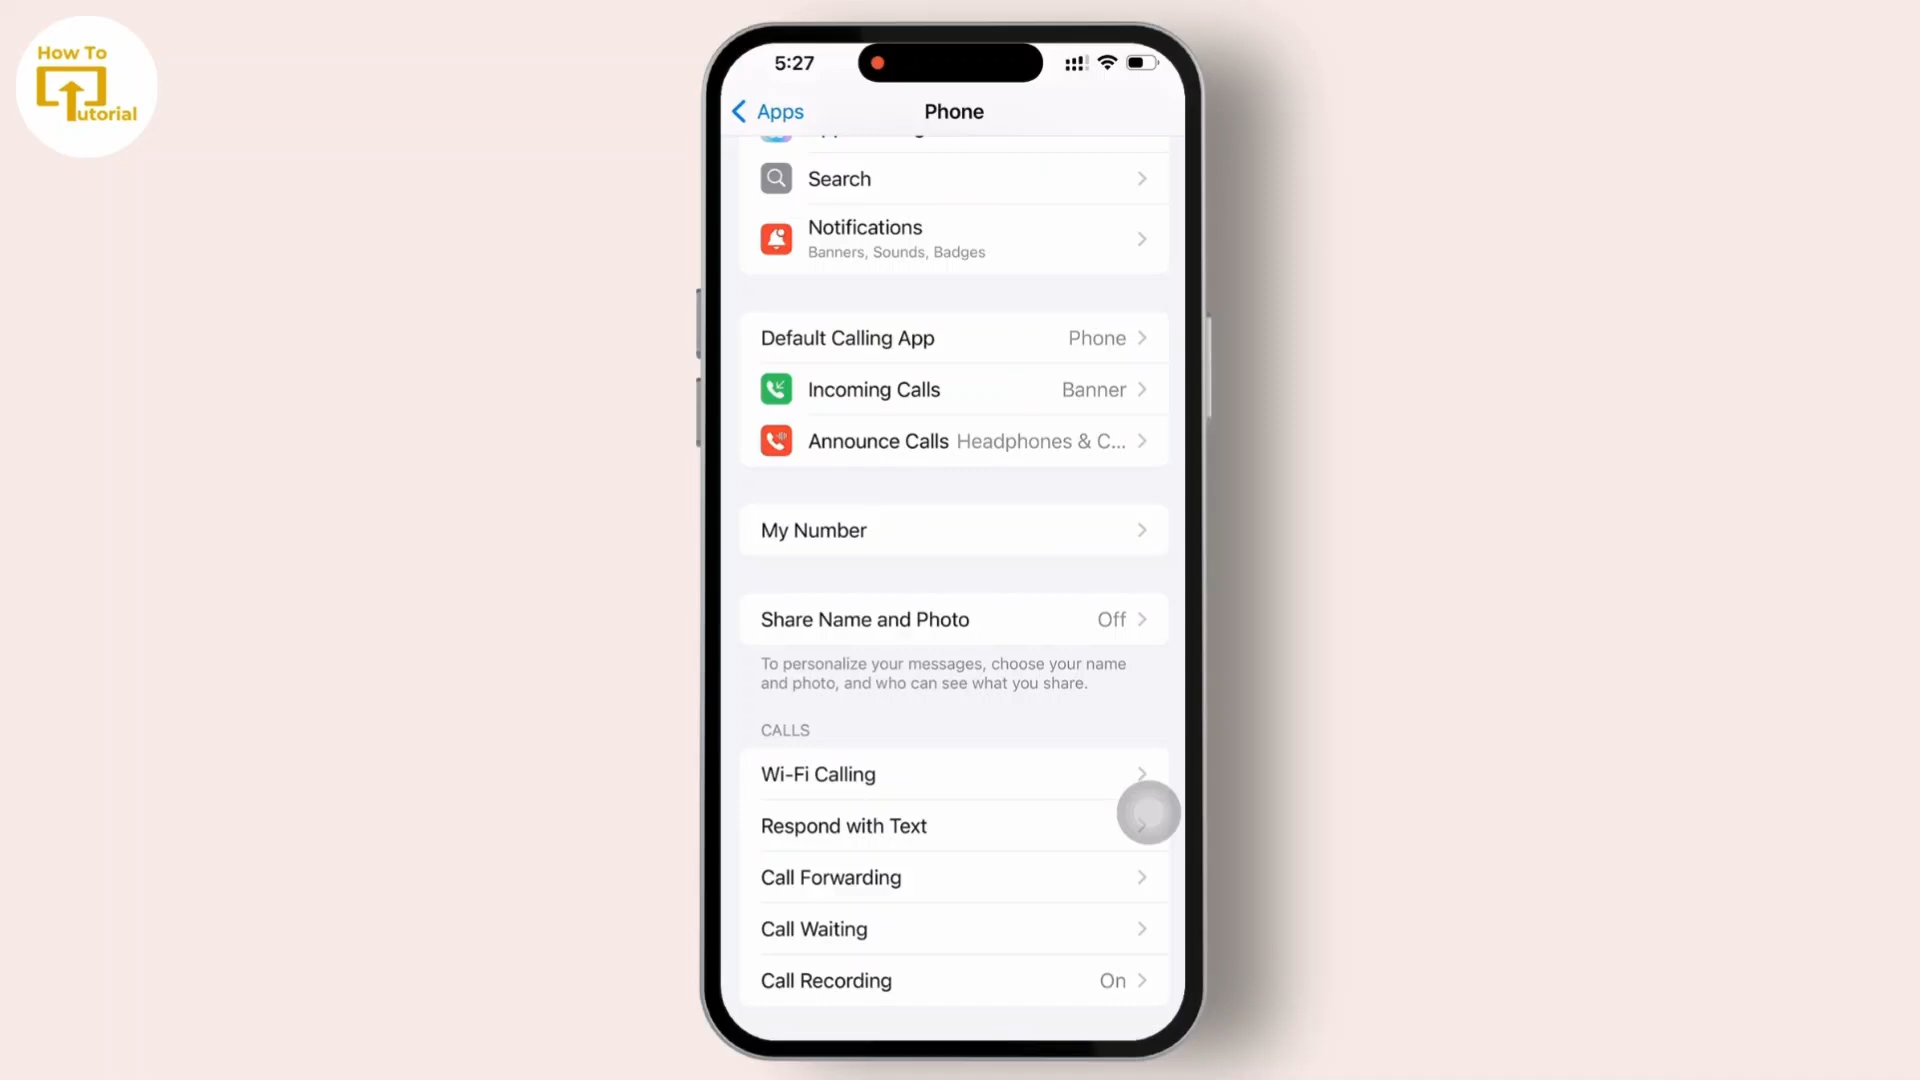 How To
Tutorial
5:27
Apps
Phone
Search
Notifications
Banners, Sounds, Badges
Default Calling App Phone
Incoming Calls Banner
Announce Calls Headphones & C...
My Number
Share Name and Photo Off
To personalize your messages, choose your name
and photo, and who can see what you share.
CALLS
Wi-Fi Calling
Respond with Text
Call Forwarding
Call Waiting
Call Recording On